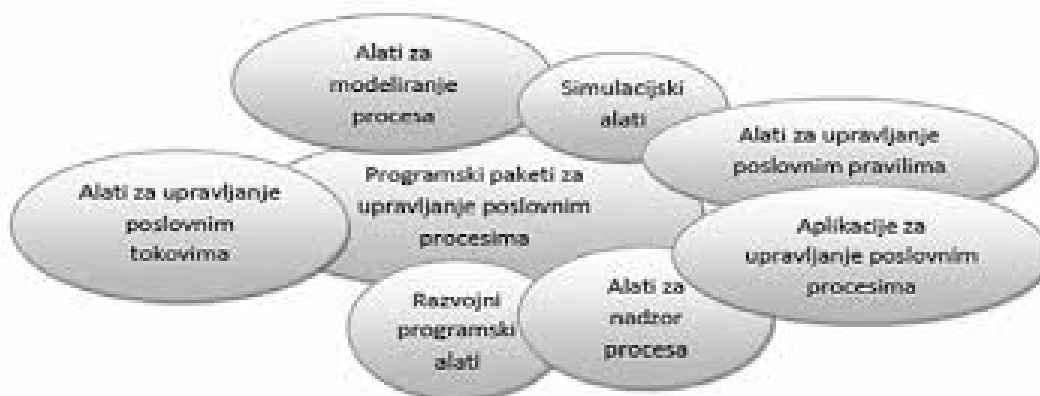 Alati za
modeliranje
procesa
Simulacijski
alati
Alati za upravljanje
poslovnim pravilima
Alati za upravljanje
poslovnim
tokovima
Programski paketi za
upravljanje poslovnim
procesima
Aplikacije za
upravljanje poslovnim
procesima
Razvojni
programski
alati
Alati za
nadzor
procesa